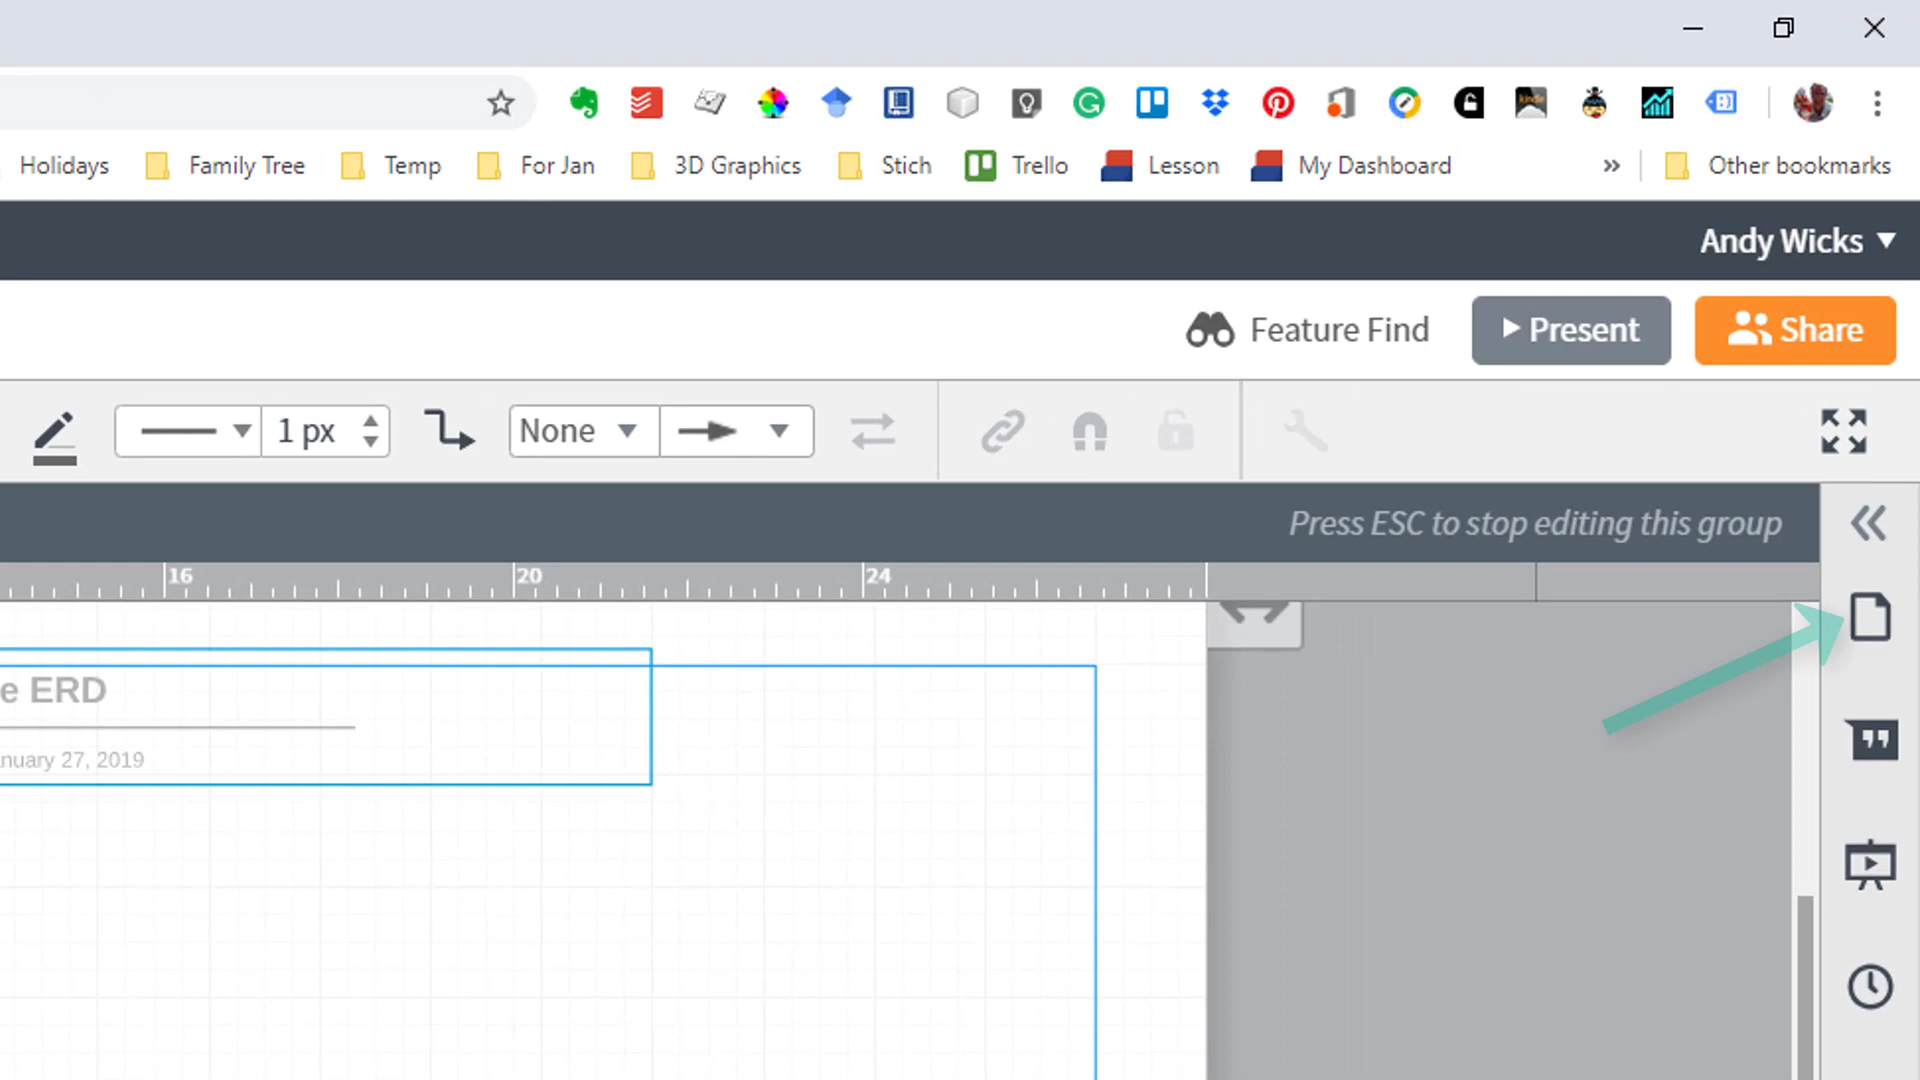 Holidays Family Tree Temp For Jan 3D Graphics Stich Trello Lesson My Dashboard » Other bookmarks
Andy Wicks
Feature Find Present Share
1 px None
Press ESC to stop editing this group
16 20 24
e ERD
nuary 27, 2019